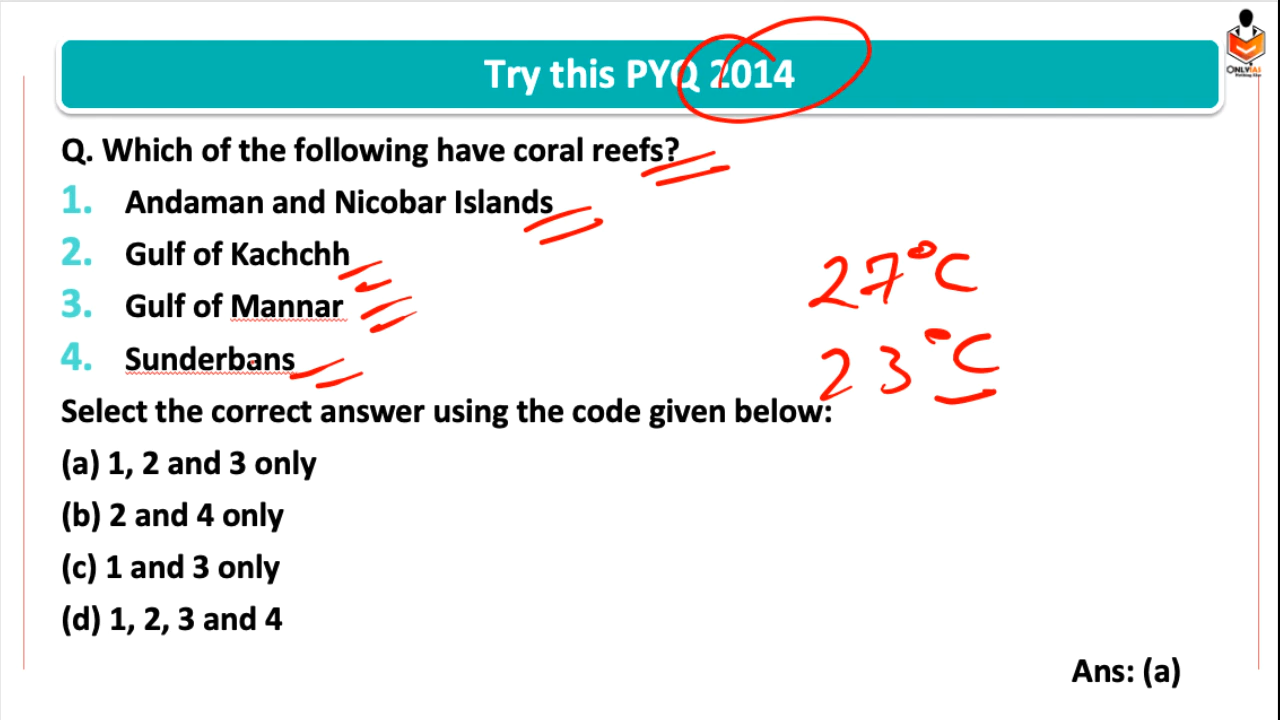 Try this PYQ 2014
ONLYIAS
Q. Which of the following have coral reefs?
1. Andaman and Nicobar Islands
2. Gulf of Kachchh
3. Gulf of Mannar
4. Sunderbans
27°C
23°C
Select the correct answer using the code given below:
(a) 1, 2 and 3 only
(b) 2 and 4 only
(c) 1 and 3 only
(d) 1, 2, 3 and 4
Ans: (a)